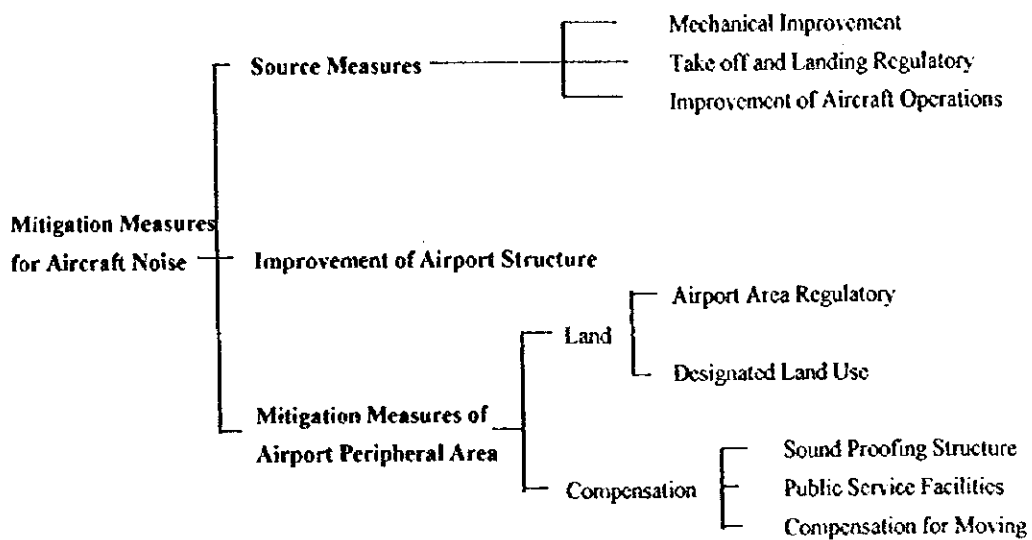 Mechanical Improvement
Source Measures
Take off and Landing Regulatory
Improvement of Aircraft Operations
Mitigation Measures
for Aircraft Noise
Improvement of Airport Structure
Airport Area Regulatory
Land
Designated Land Use
Mitigation Measures of
Airport Peripheral Area
Sound Proofing Structure
Compensation
Public Service Facilities
Compensation for Moving